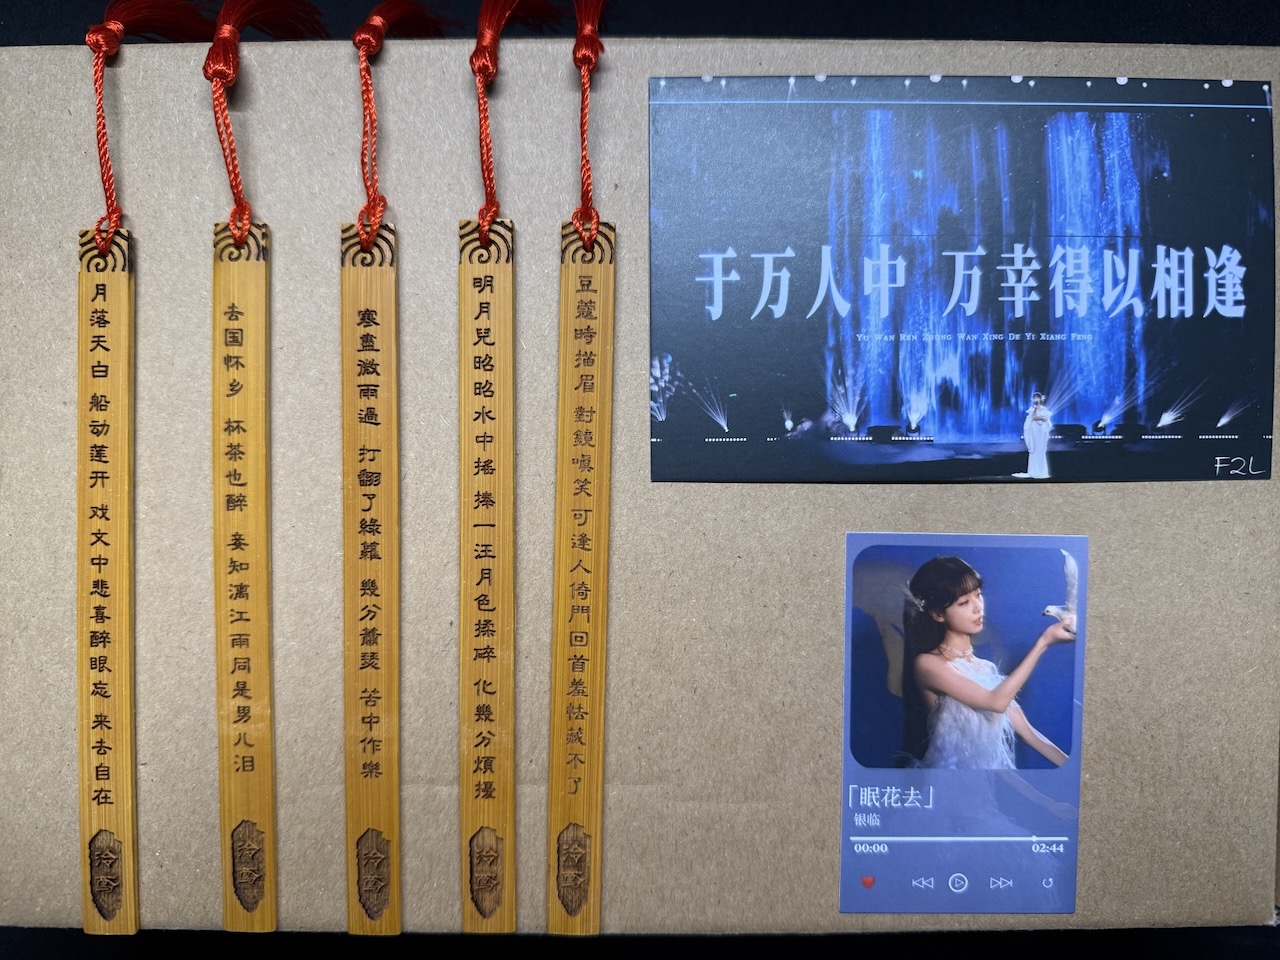 月落天白 船动莲开 戏文中悲喜醉眼忘 来去自在
去国怀乡 杯茶也醉 妾知漓江雨同是男儿泪
寒盡微雨過 打翻了綠蘿 幾分蕭瑟 苦中作樂
明月兒昭昭水中搖 捧一汪月色揉碎 化幾分煩擾
豆蔻時描眉 對鏡嗔笑 可逢人倚門回首羞怯藏不了
于万人中 万幸得以相逢
Yu Wan Ren Zhong Wan Xing De Yi Xiang Feng
F2L
「眠花去」
银临
00:00 02:44